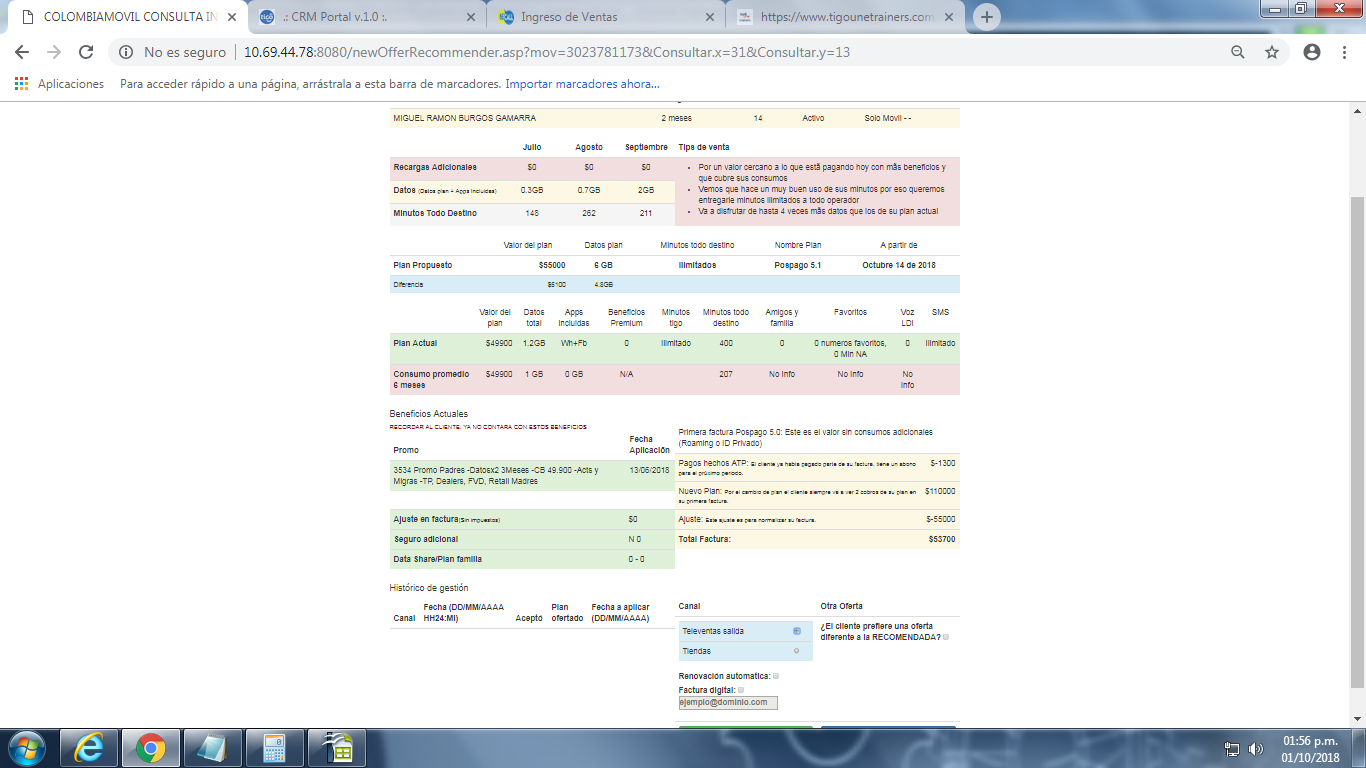 COLOMBIAMOVIL CONSULTA IN
.: CRM Portal v.1.0 :.
Ingreso de Ventas
https://www.tigounetrainers.com
No es seguro
10.69.44.78:8080/newOfferRecommender.asp?mov=3023781173&Consultar.x=31&Consultar.y=13
Aplicaciones
Para acceder rápido a una página, arrástrala a esta barra de marcadores.
Importar marcadores ahora...
MIGUEL RAMON BURGOS GAMARRA 2 meses 14 Activo Solo Movil - -
Julio Agosto Septiembre
Recargas Adicionales $0 $0 $0
Datos (Datos plan + Apps incluidas) 0.3GB 0.7GB 2GB
Minutos Todo Destino 148 262 211
Tips de venta
Por un valor cercano a lo que está pagando hoy con más beneficios y
que cubre sus consumos
Vemos que hace un muy buen uso de sus minutos por eso queremos
entregarle minutos ilimitados a todo operador
Va a disfrutar de hasta 4 veces más datos que los de su plan actual
Valor del plan Datos plan Minutos todo destino Nombre Plan A partir de
Plan Propuesto $55000 6 GB Ilimitados Pospago 5.1 Octubre 14 de 2018
Diferencia $5100 4.8GB
Valor del Datos Apps Beneficios Minutos Minutos todo Amigos y Favoritos Voz SMS
plan total incluidas Premium tigo destino familia LDI
Plan Actual $49900 1.2GB Wh+Fb 0 Ilimitado 400 0 0 numeros favoritos, 0 Ilimitado
0 Min NA
Consumo promedio $49900 1 GB 0 GB N/A 207 No Info No Info No
6 meses Info
Beneficios Actuales
RECORDAR AL CLIENTE: YA NO CONTARA CON ESTOS BENEFICIOS
Fecha
Promo Aplicación
3534 Promo Padres -Datosx2 3Meses -CB 49.900 -Acts y 13/06/2018
Migras -TP, Dealers, FVD, Retail Madres
Ajuste en factura(Sin impuestos) $0
Seguro adicional N 0
Data Share/Plan familia 0 - 0
Primera factura Pospago 5.0: Este es el valor sin consumos adicionales
(Roaming o ID Privado)
Pagos hechos ATP: El cliente ya había pagado parte de su factura, tiene un abono $-1300
para el próximo periodo.
Nuevo Plan: Por el cambio de plan el cliente siempre va a ver 2 cobros de su plan en $110000
su primera factura.
Ajuste: Este ajuste es para normalizar su factura. $-55000
Total Factura: $53700
Histórico de gestión
Fecha (DD/MM/AAAA Plan Fecha a aplicar
Canal HH24:MI) Aceptó ofertado (DD/MM/AAAA)
Canal Otra Oferta
Televentas salida
Tiendas
¿El cliente prefiere una oferta
diferente a la RECOMENDADA?
Renovación automatica:
Factura digital:
ejemplo@dominio.com
01:56 p.m.
01/10/2018